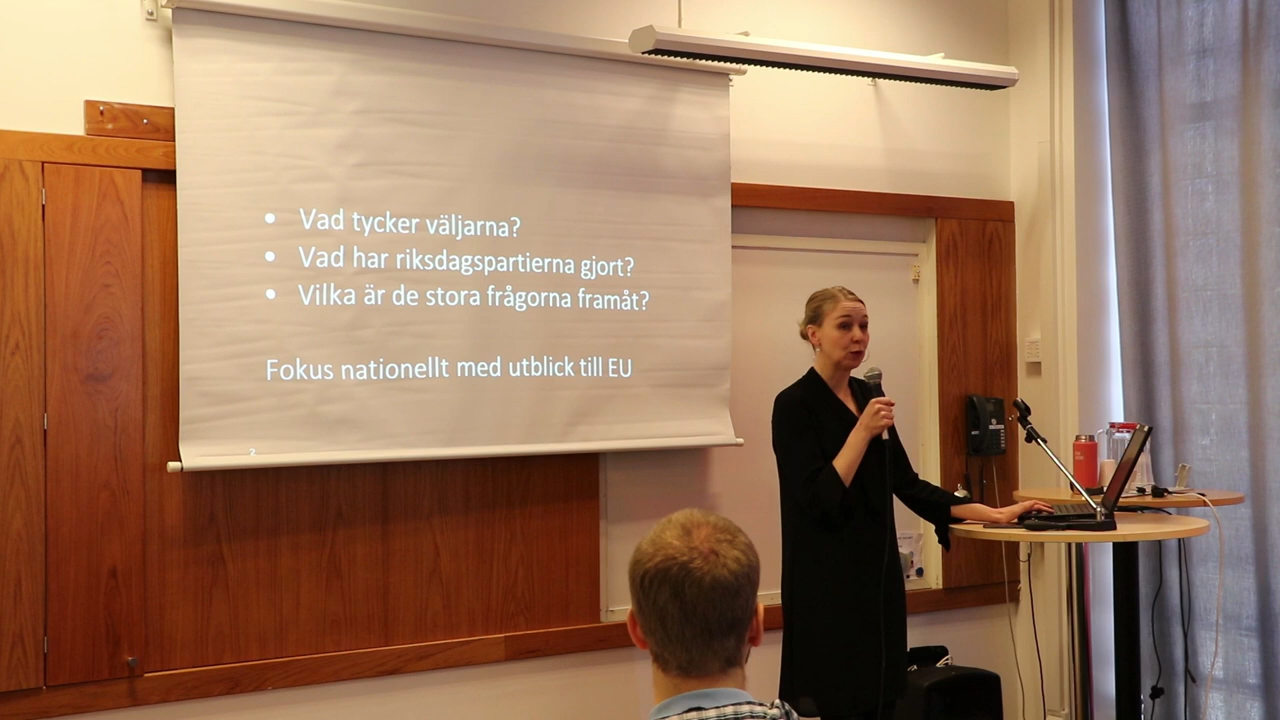 • Vad tycker väljarna?
• Vad har riksdagspartierna gjort?
• Vilka är de stora frågorna framåt?
Fokus nationellt med utblick till EU
2